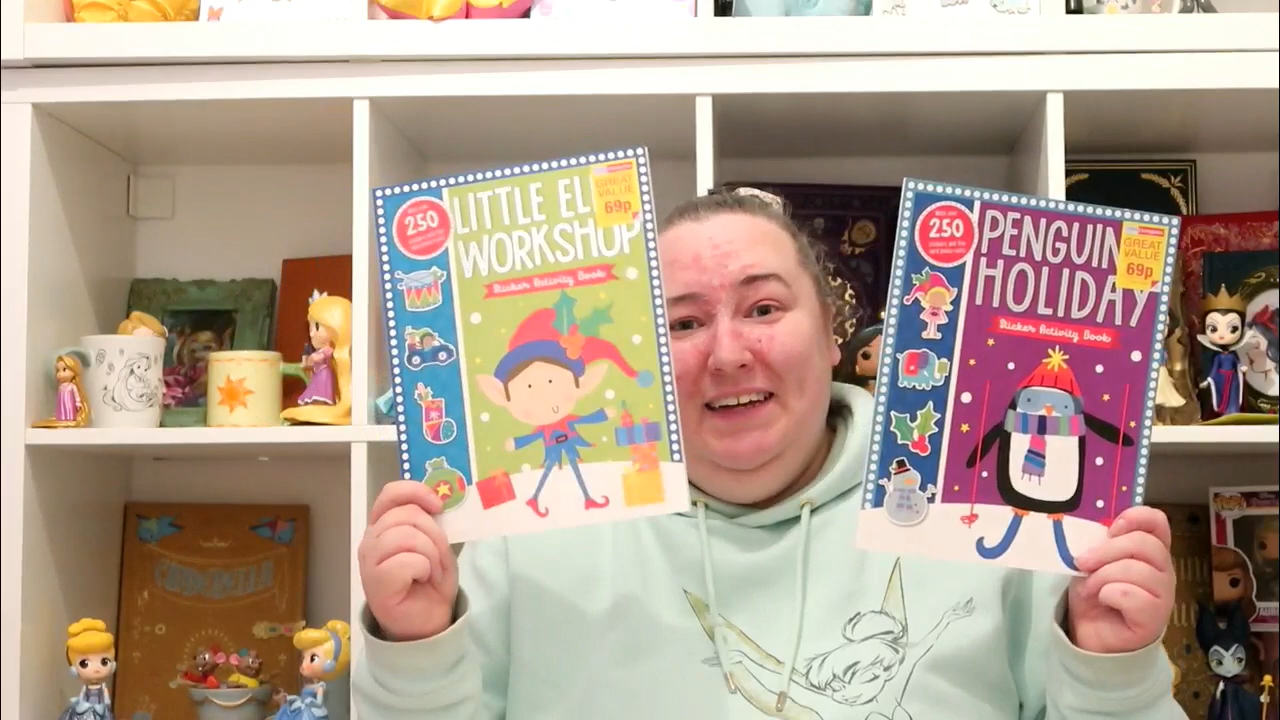 LITTLE EL
WORKSHOP
Sticker Activity Book
250
GREAT
VALUE
69p
PENGUIN
HOLIDAY
Sticker Activity Book
250
GREAT
VALUE
69p
CINDERELLA